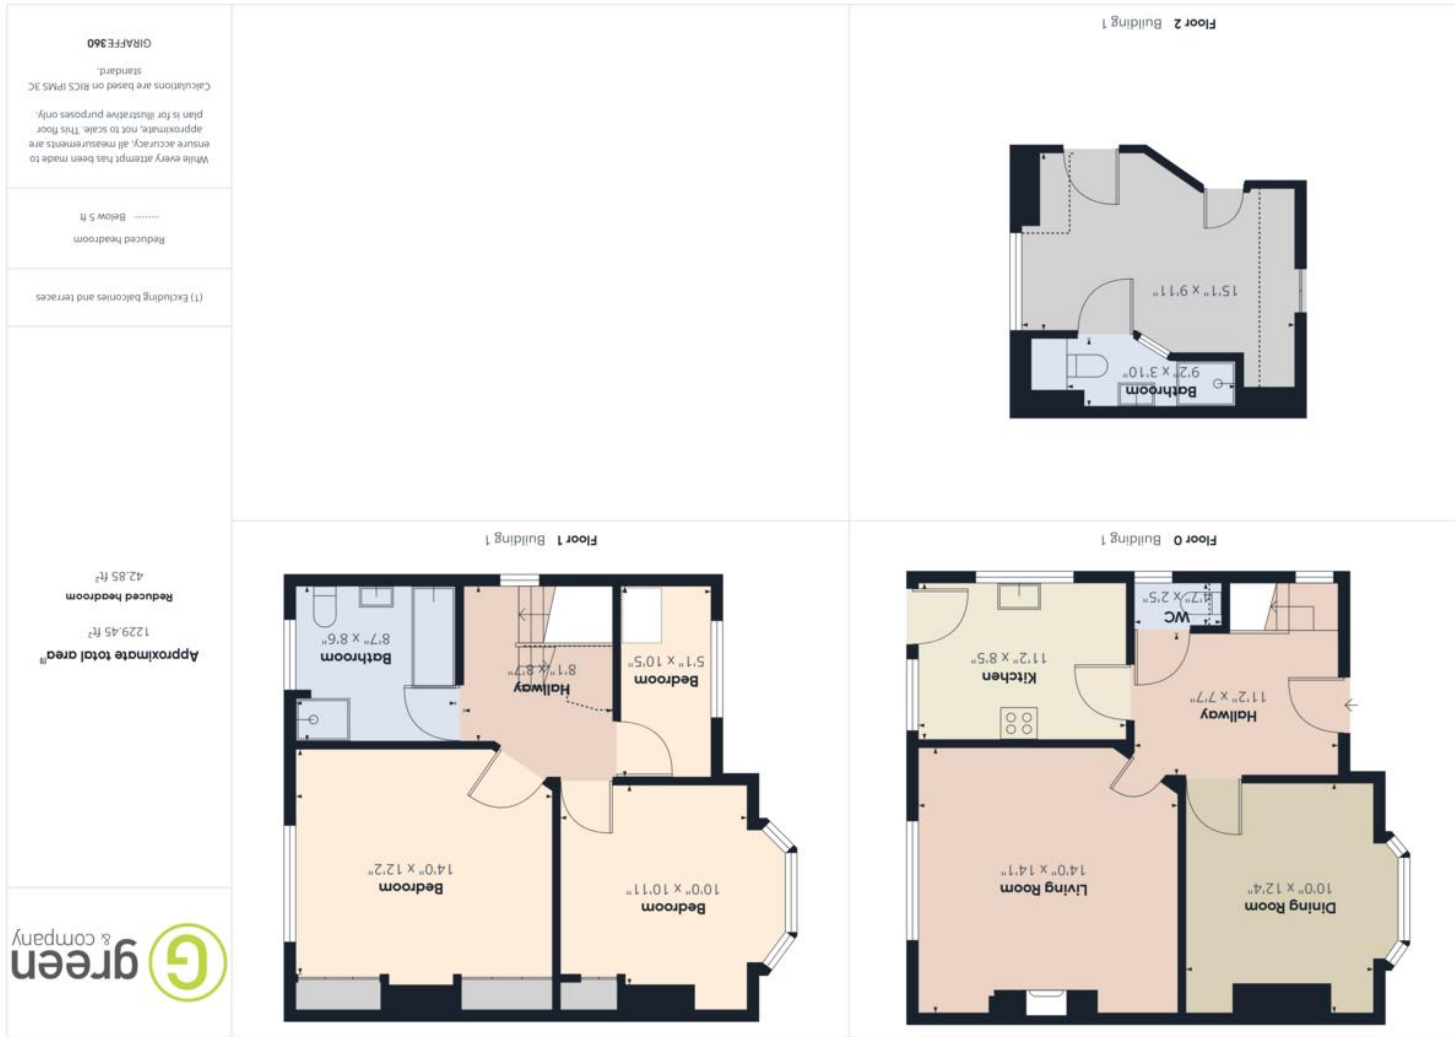 Dining Room
10'0" x 12'4"
Living Room
14'0" x 14'1"
Hallway
11'2" x 7'7"
Kitchen
11'2" x 8'5"
WC
4'7" x 2'5"
Floor 0 Building 1
Bedroom
10'0" x 10'11"
Bedroom
14'0" x 12'2"
Bedroom
5'1" x 10'5"
Hallway
8'1" x 8'7"
Bathroom
8'7" x 8'6"
Floor 1 Building 1
Bathroom
9'2" x 3'10"
15'1" x 9'11"
Floor 2 Building 1
G green
& company
Approximate total area(1)
1229.45 ft²
Reduced headroom
42.85 ft²
(1) Excluding balconies and terraces
Reduced headroom
Below 5 ft
While every attempt has been made to
ensure accuracy, all measurements are
approximate, not to scale. This floor
plan is for illustrative purposes only.
Calculations are based on RICS IPMS 3C
standard.
GIRAFFE360